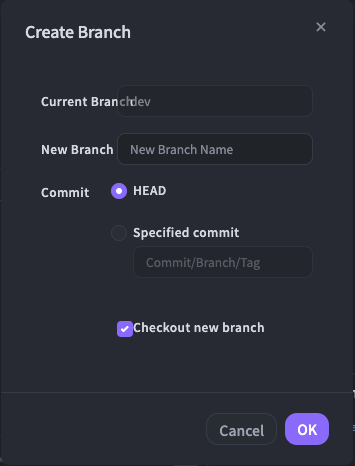 Create Branch
Current Branch dev
New Branch New Branch Name
Commit HEAD
Specified commit
Commit/Branch/Tag
Checkout new branch
Cancel OK